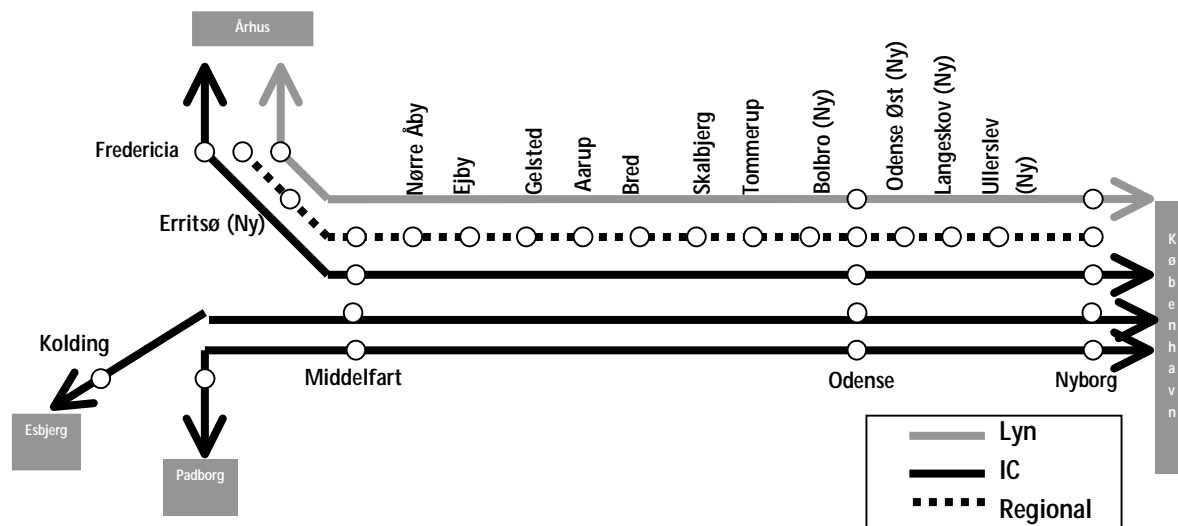 Århus
Fredericia
Erritsø (Ny)
Nørre Åby
Ejby
Gelsted
Aarup
Bred
Skalbjerg
Tommerup
Bolbro (Ny)
Odense Øst (Ny)
Langeskov (Ny)
Ullerslev
(Ny)
København
Kolding
Middelfart
Odense
Nyborg
Esbjerg
Padborg
Lyn
IC
Regional